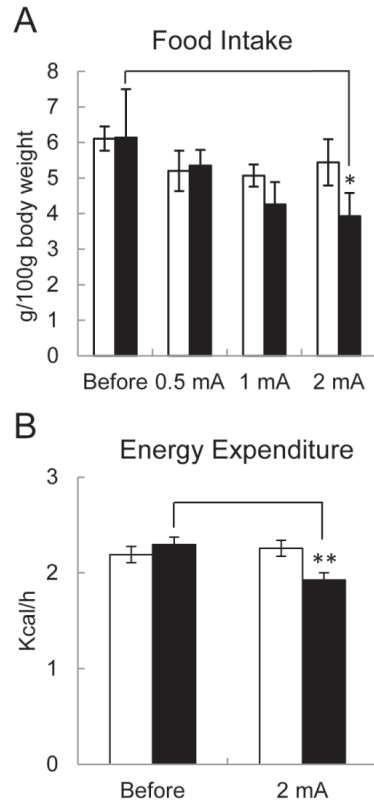 A
Food Intake
g/100g body weight
8
7
6
5
4
3
2
1
0
*
Before 0.5 mA 1 mA 2 mA
B
Energy Expenditure
Kcal/h
3
2
1
0
**
Before 2 mA